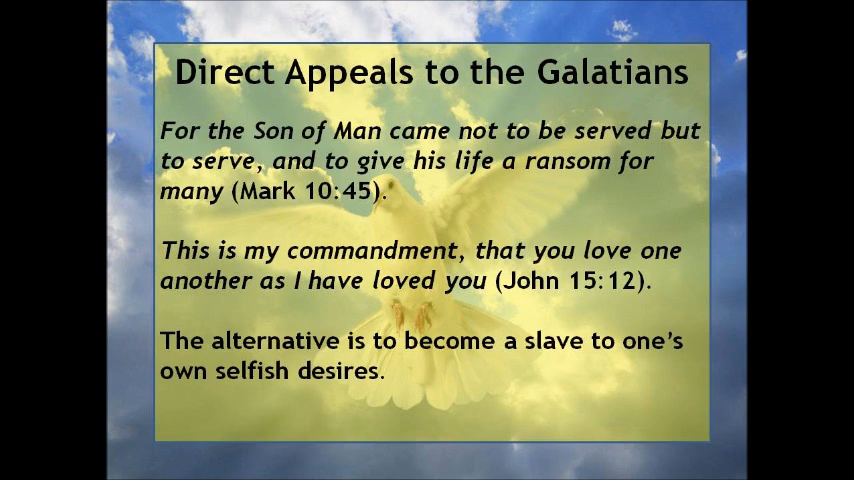 Direct Appeals to the Galatians
For the Son of Man came not to be served but
to serve, and to give his life a ransom for
many (Mark 10:45).
This is my commandment, that you love one
another as I have loved you (John 15:12).
The alternative is to become a slave to one’s
own selfish desires.